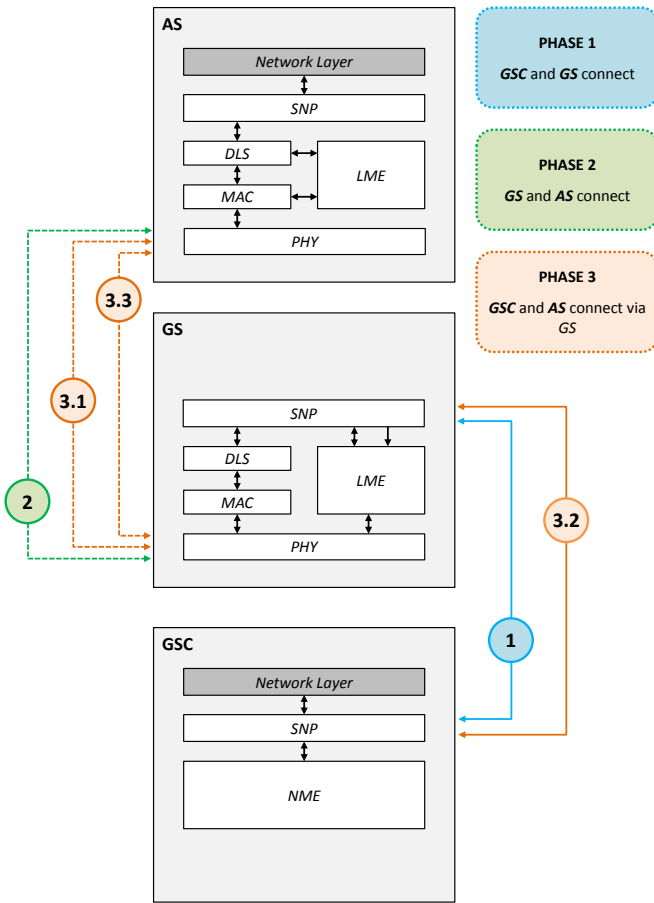 AS
Network Layer
SNP
DLS
LME
MAC
PHY
PHASE 1
GSC and GS connect
PHASE 2
GS and AS connect
PHASE 3
GSC and AS connect via
GS
3.3
3.1
2
GS
SNP
DLS
LME
MAC
PHY
3.2
1
GSC
Network Layer
SNP
NME